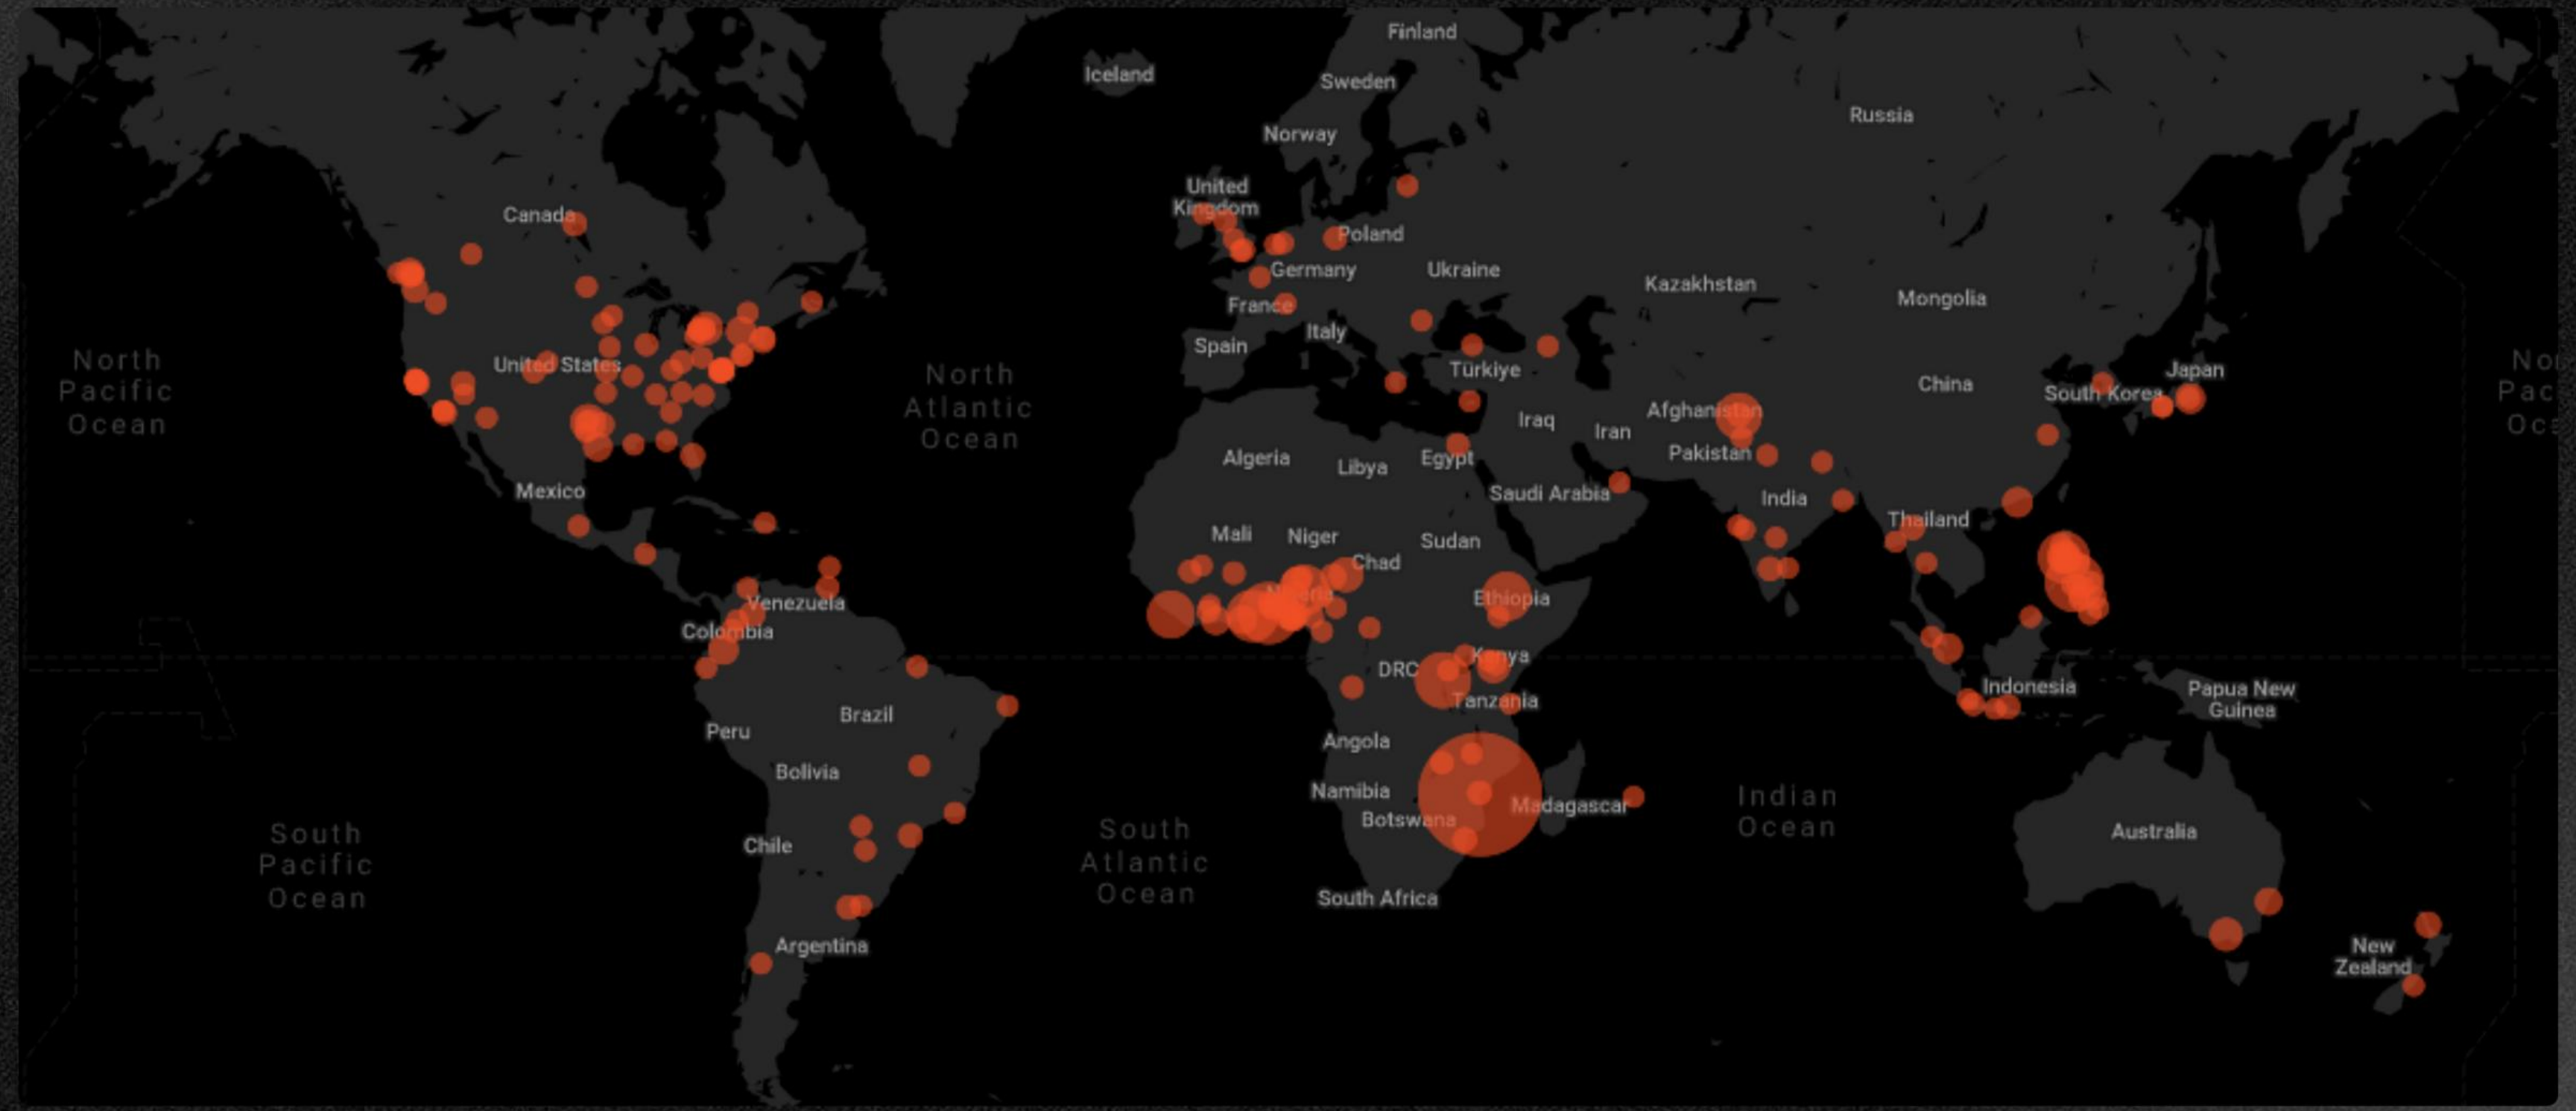 Finland
Iceland
Sweden
Russia
Norway
United
Kingdom
Canada
Poland
Germany
Ukraine
Kazakhstan
Mongolia
France
Italy
Spain
United States
Türkiye
Japan
China
South Korea
North
Pacific
Ocean
North
Atlantic
Ocean
No
Pac
Oc
Afghanistan
Iraq
Iran
Pakistan
Algeria
Libya
Egypt
Mexico
Saudi Arabia
India
Thailand
Mali
Niger
Sudan
Chad
Nigeria
Ethiopia
Venezuela
Colombia
Kenya
DRC
Tanzania
Indonesia
Papua New
Guinea
Brazil
Peru
Angola
Bolivia
Namibia
Madagascar
Botswana
Indian
Ocean
Australia
Chile
South
Pacific
Ocean
South
Atlantic
Ocean
South Africa
Argentina
New
Zealand